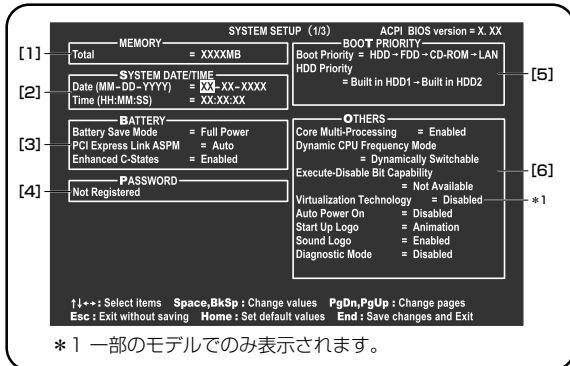 SYSTEM SETUP (1/3) ACPI BIOS version = X. XX
[1]
MEMORY
Total = XXXXMB
[2]
SYSTEM DATE/TIME
Date (MM-DD-YYYY) = XX-XX-XXXX
Time (HH:MM:SS) = XX:XX:XX
[3]
BATTERY
Battery Save Mode = Full Power
PCI Express Link ASPM = Auto
Enhanced C-States = Enabled
[4]
PASSWORD
Not Registered
BOOT PRIORITY
Boot Priority = HDD→FDD→CD-ROM→LAN
HDD Priority
= Built in HDD1→Built in HDD2
[5]
OTHERS
Core Multi-Processing = Enabled
Dynamic CPU Frequency Mode
= Dynamically Switchable
Execute-Disable Bit Capability
= Not Available
[6]
Virtualization Technology = Disabled
*1
Auto Power On = Disabled
Start Up Logo = Animation
Sound Logo = Enabled
Diagnostic Mode = Disabled
↑↓←→: Select items Space,BkSp : Change values PgDn,PgUp : Change pages
Esc : Exit without saving Home : Set default values End : Save changes and Exit
*1 一部のモデルでのみ表示されます。